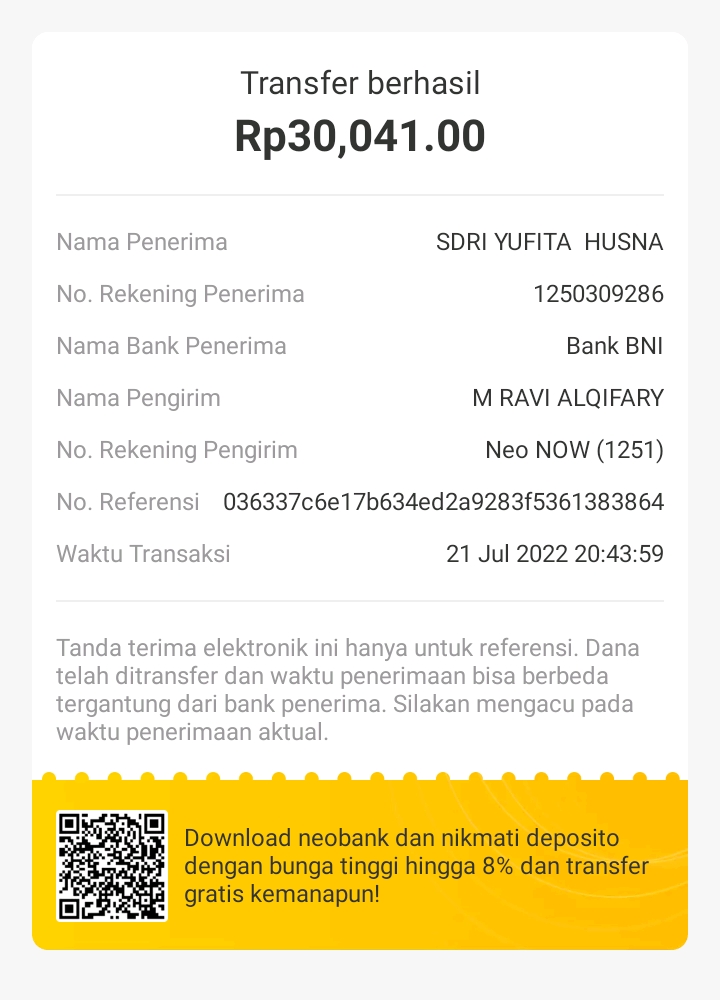 Transfer berhasil
Rp30,041.00
Nama Penerima SDRI YUFITA  HUSNA
No. Rekening Penerima 1250309286
Nama Bank Penerima Bank BNI
Nama Pengirim M RAVI ALQIFARY
No. Rekening Pengirim Neo NOW (1251)
No. Referensi 036337c6e17b634ed2a9283f5361383864
Waktu Transaksi 21 Jul 2022 20:43:59
Tanda terima elektronik ini hanya untuk referensi. Dana
telah ditransfer dan waktu penerimaan bisa berbeda
tergantung dari bank penerima. Silakan mengacu pada
waktu penerimaan aktual.
Download neobank dan nikmati deposito
dengan bunga tinggi hingga 8% dan transfer
gratis kemanapun!